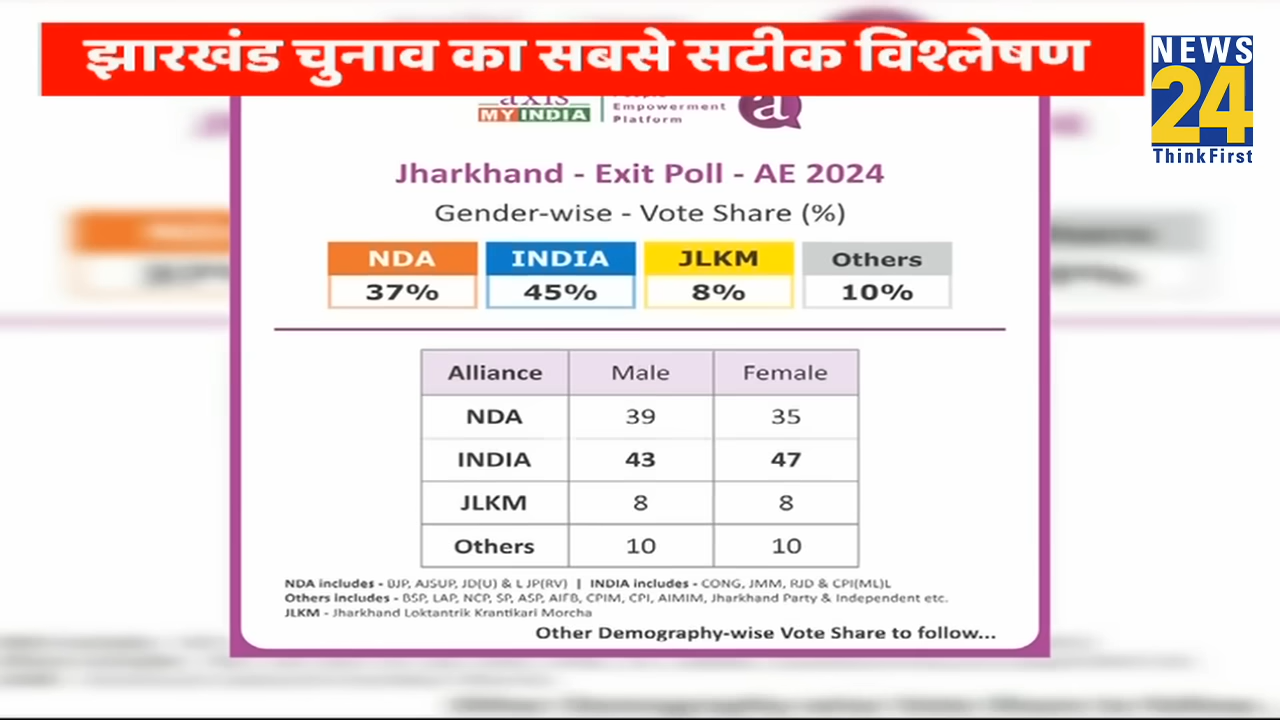 झारखंड चुनाव का सबसे सटीक विश्लेषण
NEWS
24
ThinkFirst
axis
MY INDIA
Empowerment
Platform
a
Jharkhand - Exit Poll - AE 2024
Gender-wise - Vote Share (%)
NDA INDIA JLKM Others
37% 45% 8% 10%
Alliance Male Female
NDA 39 35
INDIA 43 47
JLKM 8 8
Others 10 10
NDA includes - BJP, AJSUP, JD(U) & LJP(RV) | INDIA includes - CONG, JMM, RJD & CPI(ML)L
Others includes - BSP, LAP, NCP, SP, ASP, AIFB, CPIM, CPI, AIMIM, Jharkhand Party & Independent etc.
JLKM - Jharkhand Loktantrik Krantikari Morcha
Other Demography-wise Vote Share to follow...